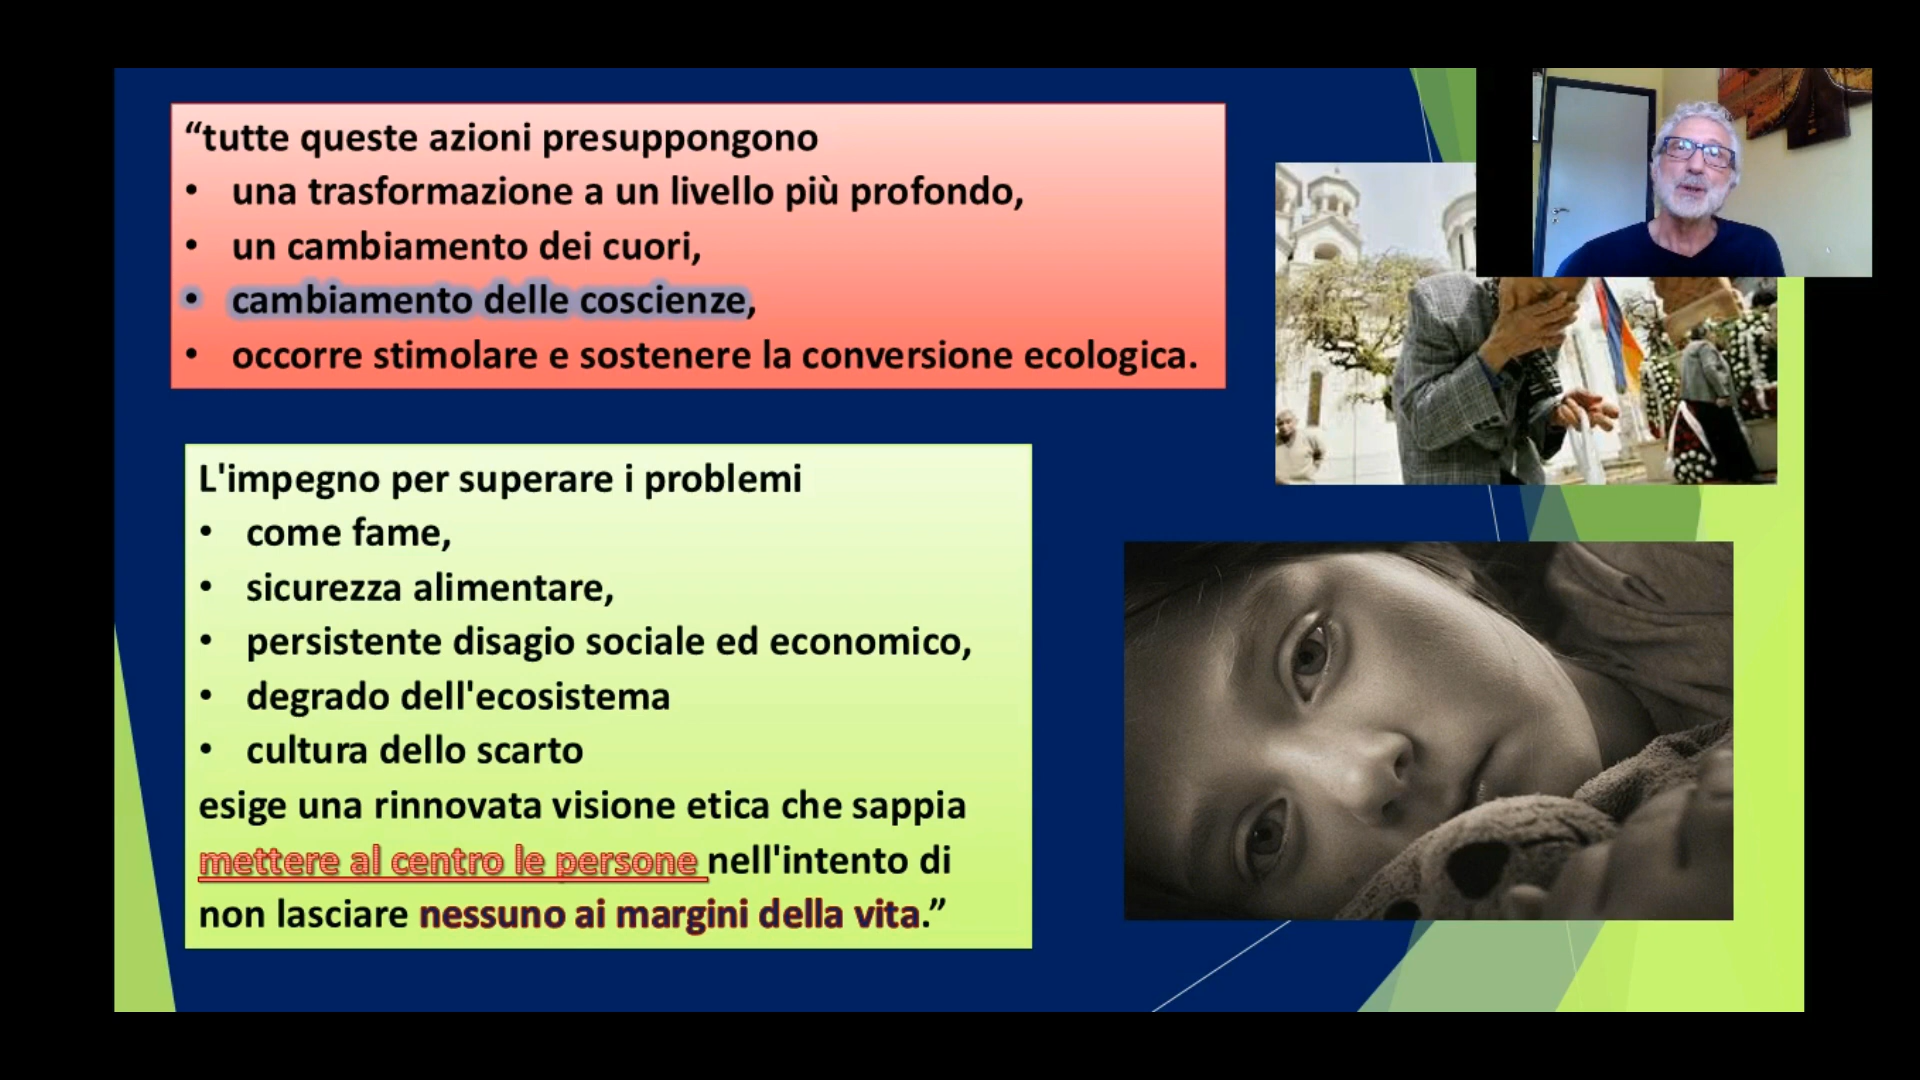 “tutte queste azioni presuppongono
• una trasformazione a un livello più profondo,
• un cambiamento dei cuori,
• cambiamento delle coscienze,
• occorre stimolare e sostenere la conversione ecologica.
L'impegno per superare i problemi
• come fame,
• sicurezza alimentare,
• persistente disagio sociale ed economico,
• degrado dell'ecosistema
• cultura dello scarto
esige una rinnovata visione etica che sappia
mettere al centro le persone nell'intento di
non lasciare nessuno ai margini della vita.”